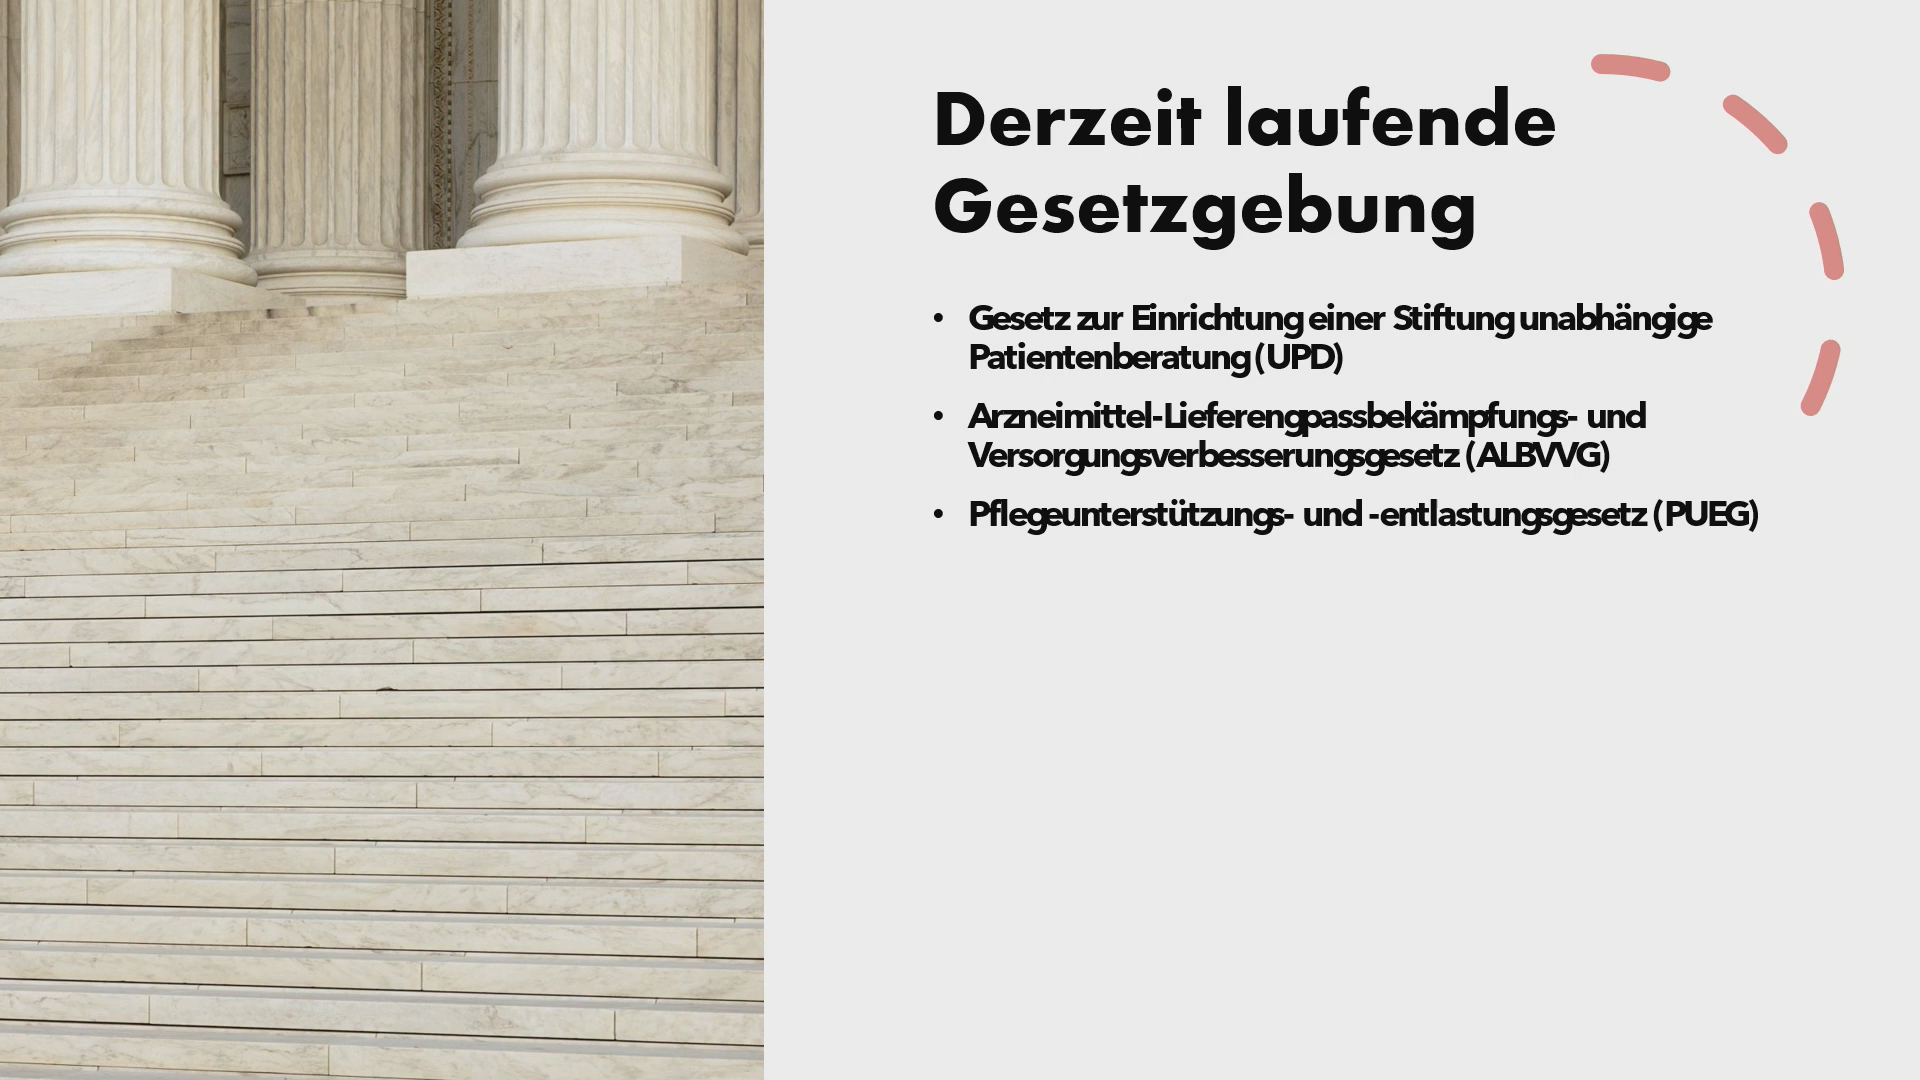 Derzeit laufende
Gesetzgebung
• Gesetz zur Einrichtung einer Stiftung unabhängige
Patientenberatung (UPD)
• Arzneimittel-Lieferengpassbekämpfungs- und
Versorgungsverbesserungsgesetz (ALBVVG)
• Pflegeunterstützungs- und -entlastungsgesetz (PUEG)